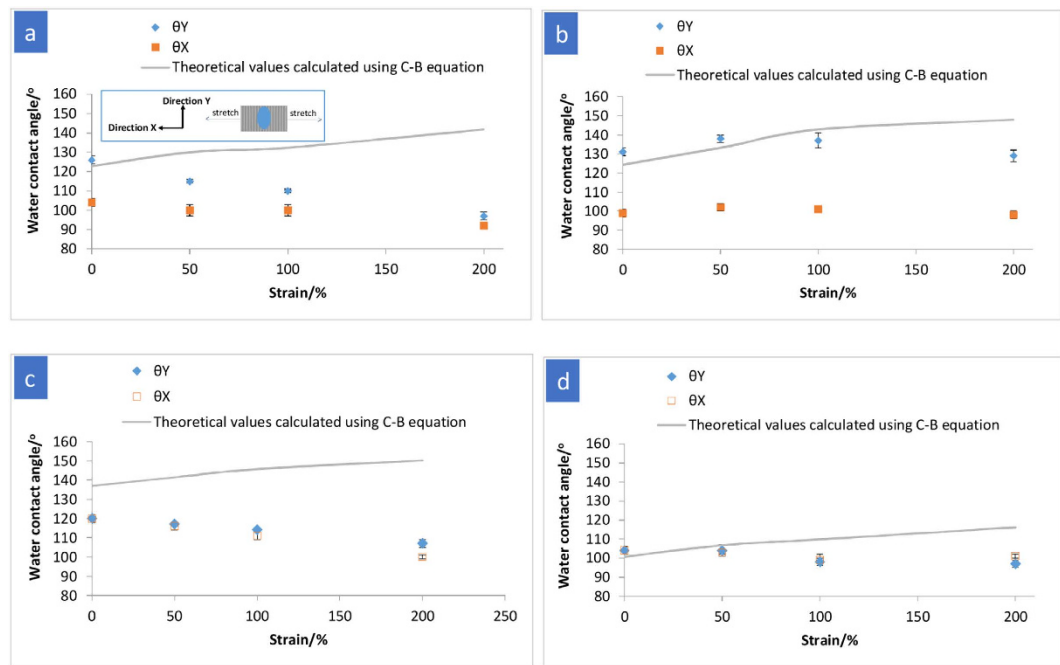 a
θY
θX
Theoretical values calculated using C-B equation
Water contact angle/°
160
150
140
130
120
110
100
90
80
Direction Y
stretch
stretch
Direction X
0
50
100
150
200
Strain/%
b
θY
θX
Theoretical values calculated using C-B equation
Water contact angle/°
160
150
140
130
120
110
100
90
80
0
50
100
150
200
Strain/%
c
θY
θX
Theoretical values calculated using C-B equation
Water contact angle/°
160
150
140
130
120
110
100
90
80
0
50
100
150
200
250
Strain/%
d
θY
θX
Theoretical values calculated using C-B equation
Water contact angle/°
160
150
140
130
120
110
100
90
80
0
50
100
150
200
Strain/%